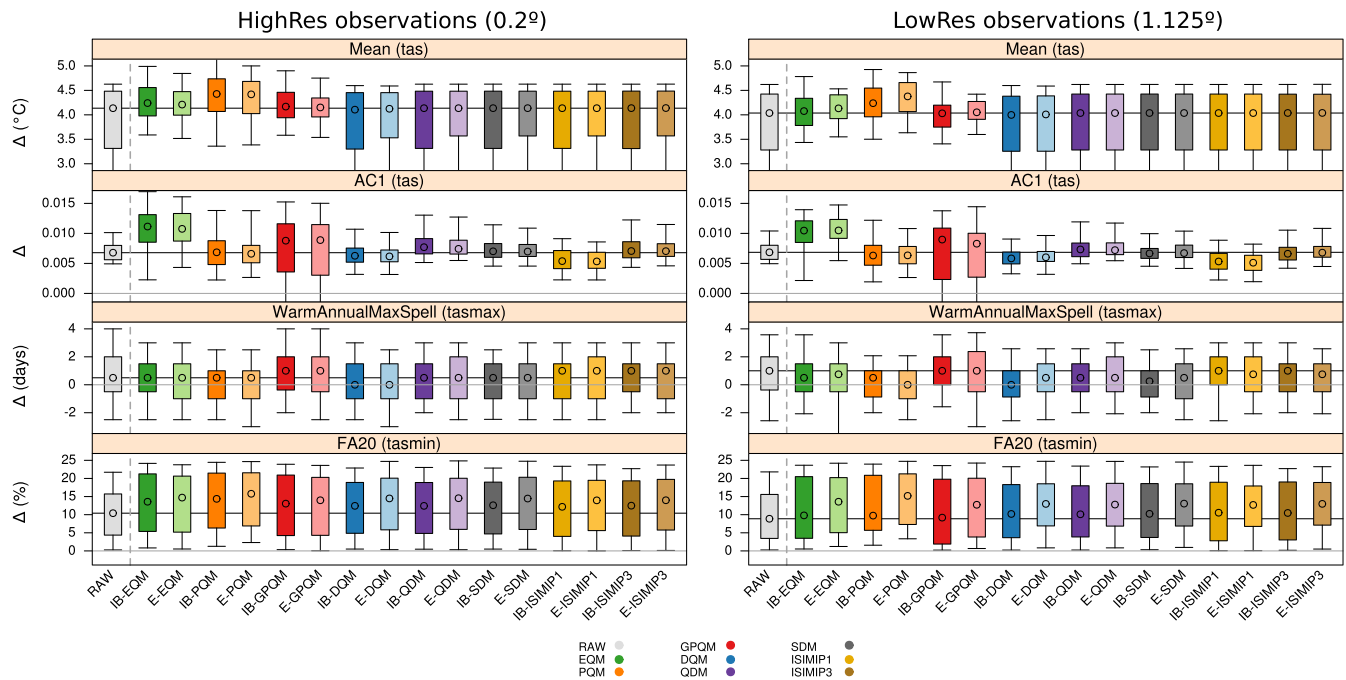 HighRes observations (0.2º)
LowRes observations (1.125º)
Mean (tas)
Mean (tas)
Δ (°C)
5.0
4.5
4.0
3.5
3.0
5.0
4.5
4.0
3.5
3.0
AC1 (tas)
AC1 (tas)
Δ
0.015
0.010
0.005
0.000
0.015
0.010
0.005
0.000
WarmAnnualMaxSpell (tasmax)
WarmAnnualMaxSpell (tasmax)
Δ (days)
4
2
0
-2
4
2
0
-2
FA20 (tasmin)
FA20 (tasmin)
Δ (%)
25
20
15
10
5
0
25
20
15
10
5
0
RAW
IB-EQM
E-EQM
IB-PQM
E-PQM
IB-GPQM
E-GPQM
IB-DQM
E-DQM
IB-QDM
E-QDM
IB-SDM
E-SDM
IB-ISIMIP1
E-ISIMIP1
IB-ISIMIP3
E-ISIMIP3
RAW
IB-EQM
E-EQM
IB-PQM
E-PQM
IB-GPQM
E-GPQM
IB-DQM
E-DQM
IB-QDM
E-QDM
IB-SDM
E-SDM
IB-ISIMIP1
E-ISIMIP1
IB-ISIMIP3
E-ISIMIP3
RAW
EQM
PQM
GPQM
DQM
QDM
SDM
ISIMIP1
ISIMIP3